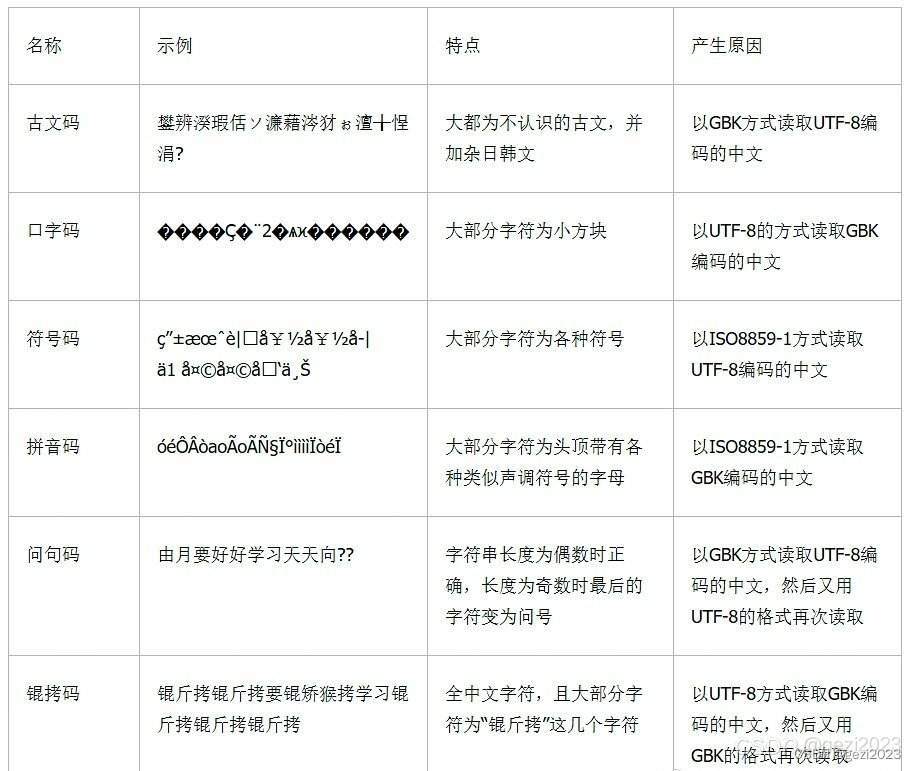 名称 示例 特点 产生原因
古文码
鐢辨湀瑕佸ソ濂藉涔犲ぉ澶╁悜
涓?
大都为不认识的古文，并
加杂日韩文
以GBK方式读取UTF-8编
码的中文
口字码
����Ç�¨2�ѧϰ������
大部分字符为小方块
以UTF-8的方式读取GBK
编码的中文
符号码
ç”±æœˆè|□å￥½å￥½å-|
ä1 å¤©å¤©å□‘ä¸Š
大部分字符为各种符号
以ISO8859-1方式读取
UTF-8编码的中文
拼音码
óéÔÂòaoÃoÃÑ§Ï°ììììÏòéÏ
大部分字符为头顶带有各
种类似声调符号的字母
以ISO8859-1方式读取
GBK编码的中文
问句码
由月要好好学习天天向??
字符串长度为偶数时正
确，长度为奇数时最后的
字符变为问号
以GBK方式读取UTF-8编
码的中文，然后又用
UTF-8的格式再次读取
锟拷码
锟斤拷锟斤拷要锟矫猴拷学习锟
斤拷锟斤拷锟斤拷
全中文字符，且大部分字
符为“锟斤拷”这几个字符
以UTF-8方式读取GBK编
码的中文，然后又用
GBK的格式再次读取
CSDN @gezi2023